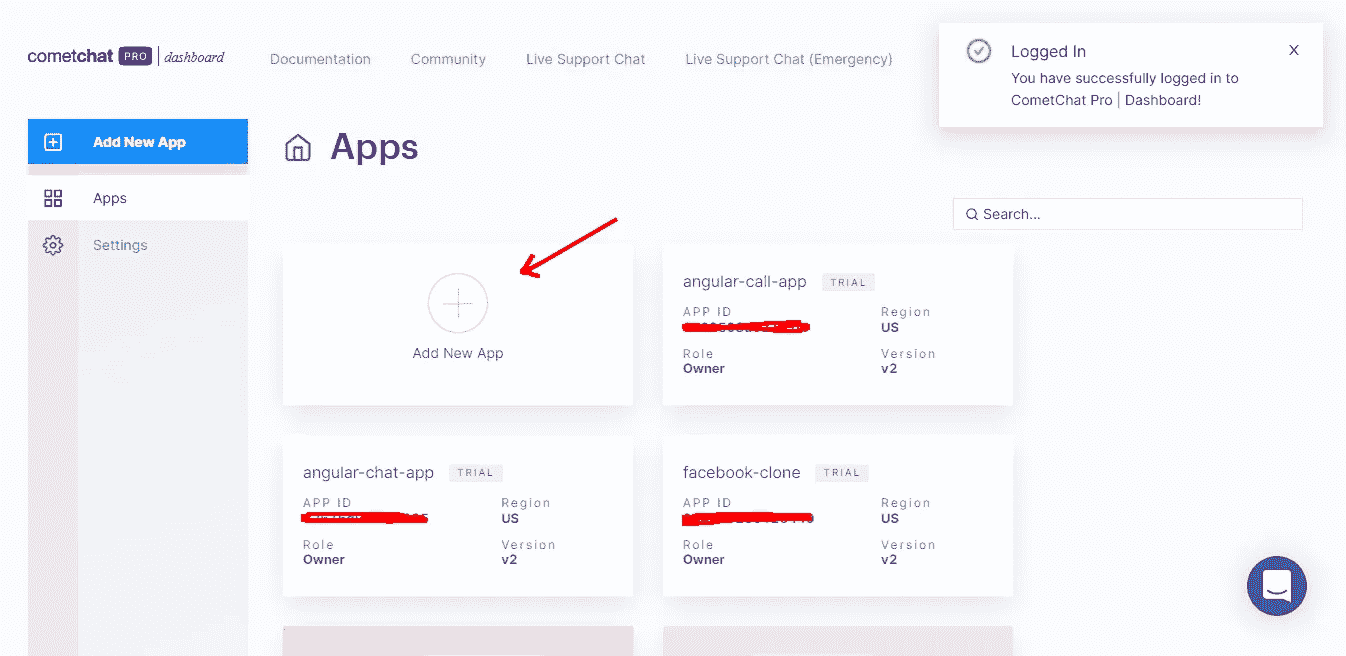 cometchat PRO dashboard
Documentation
Community
Live Support Chat
Live Support Chat (Emergency)
Logged In
X
You have successfully logged in to
CometChat Pro | Dashboard!
Add New App
Apps
Settings
Apps
Search...
Add New App
angular-call-app TRIAL
APP ID Region
US
Role Version
Owner v2
angular-chat-app TRIAL
APP ID Region
US
Role Version
Owner v2
facebook-clone TRIAL
APP ID Region
US
Role Version
Owner v2